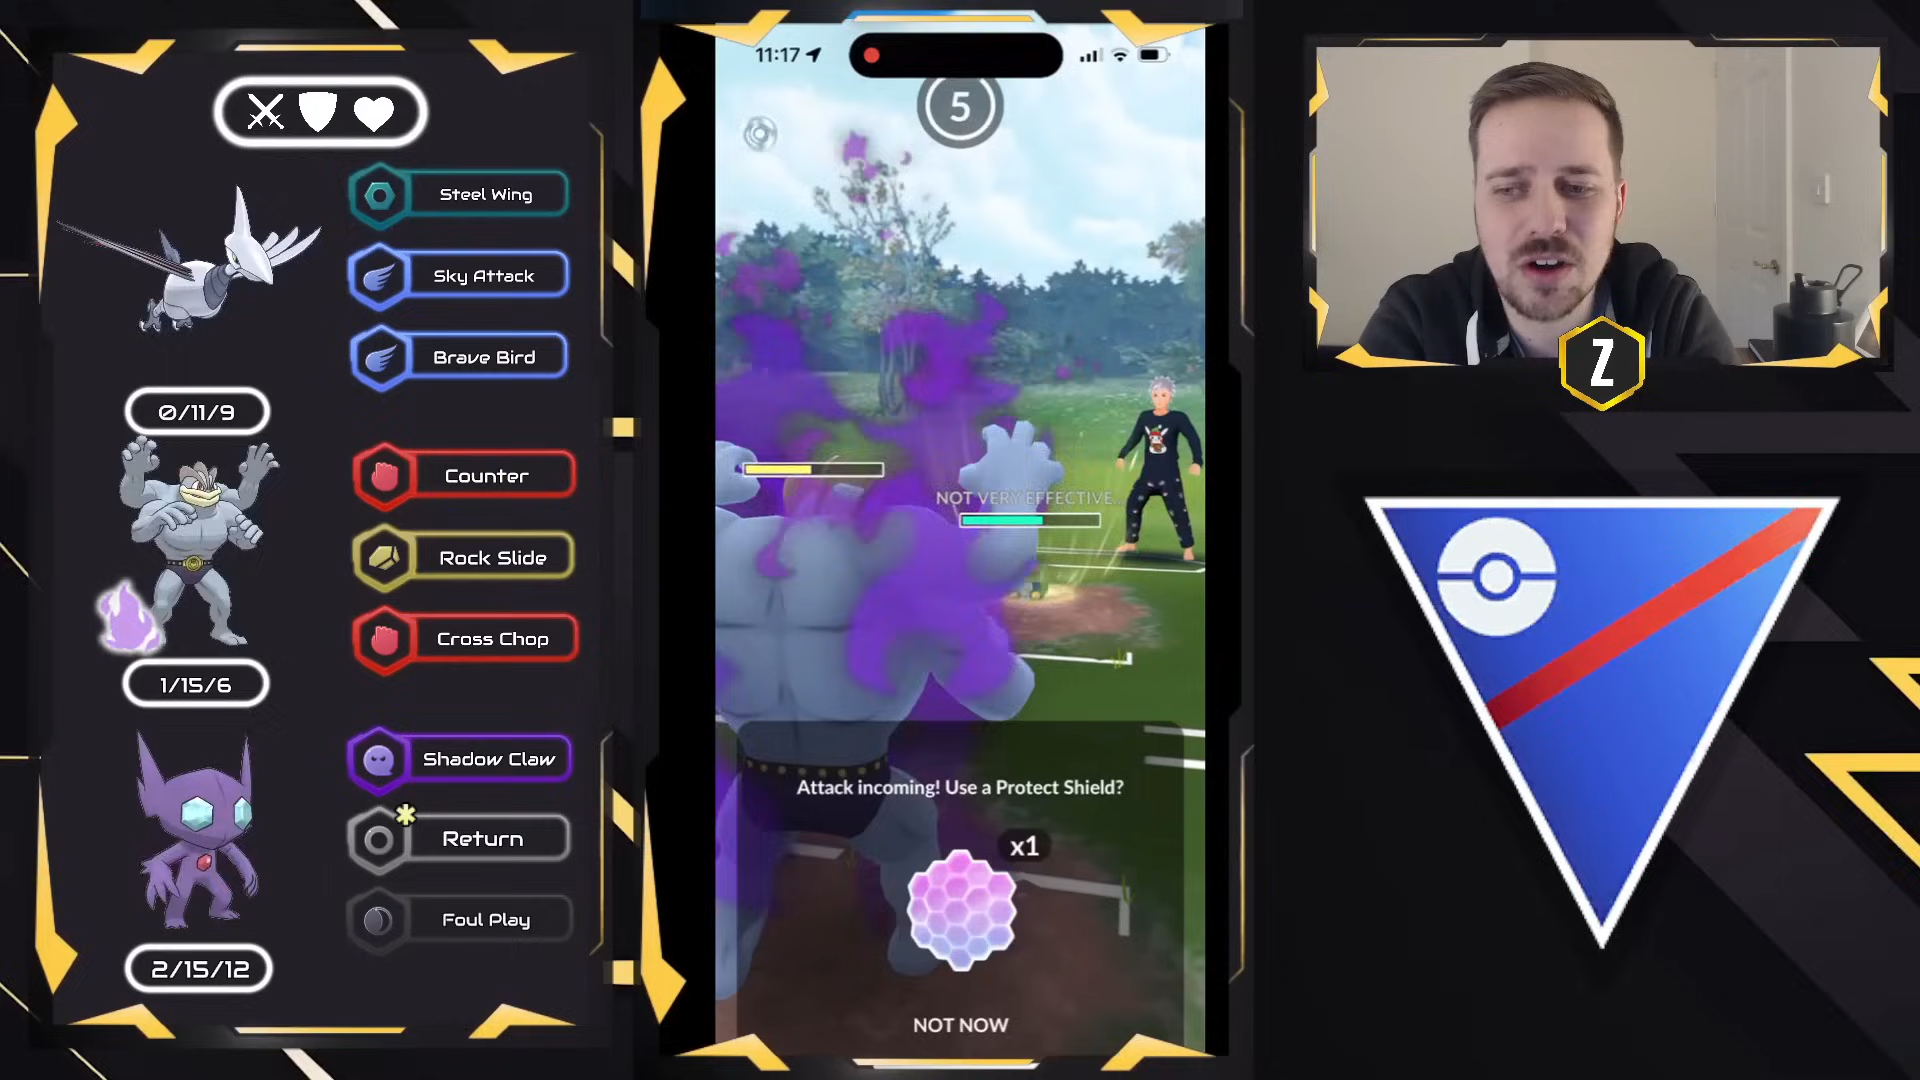 Steel Wing
Sky Attack
Brave Bird
0/11/9
Counter
Rock Slide
Cross Chop
1/15/6
Shadow Claw
Return
Foul Play
2/15/12
11:17
5
NOT VERY EFFECTIVE...
Attack incoming! Use a Protect Shield?
x1
NOT NOW
Z